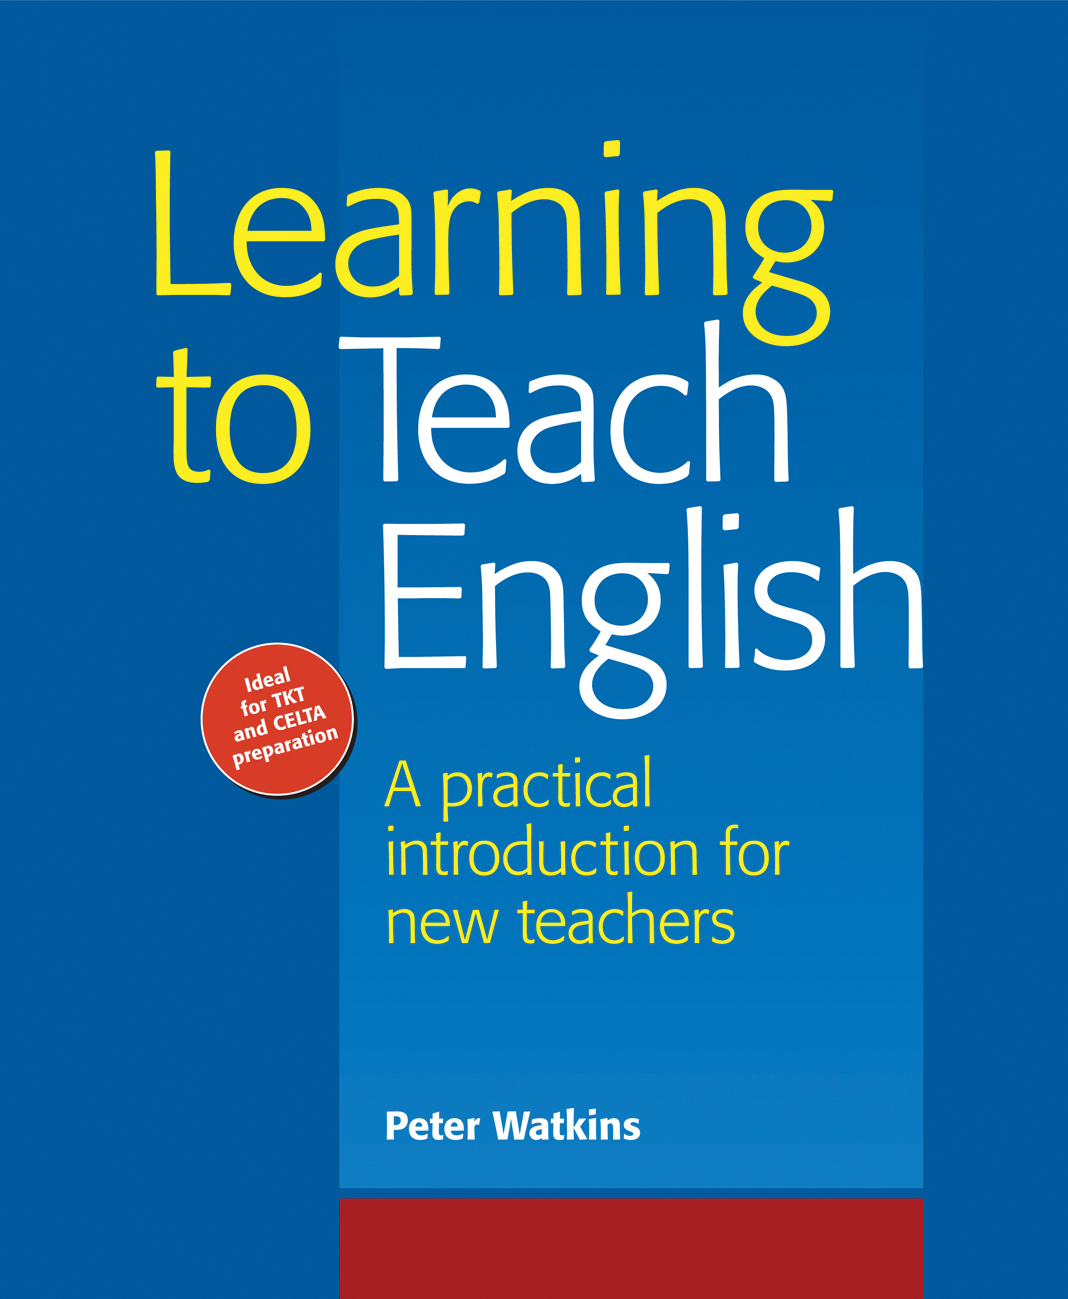 Learning
to Teach
English
Ideal
for TKT
and CELTA
preparation
A practical
introduction for
new teachers
Peter Watkins